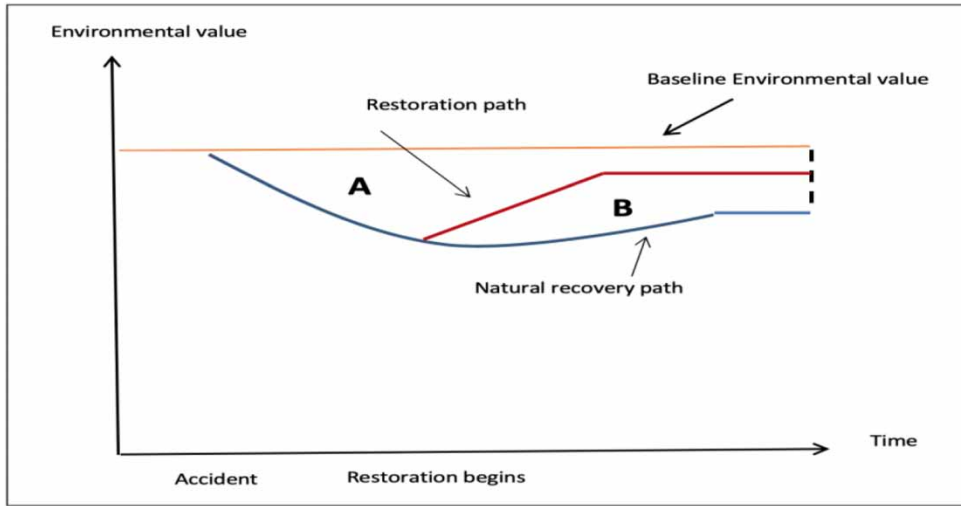 Environmental value
Baseline Environmental value
Restoration path
A
B
Natural recovery path
Time
Accident
Restoration begins